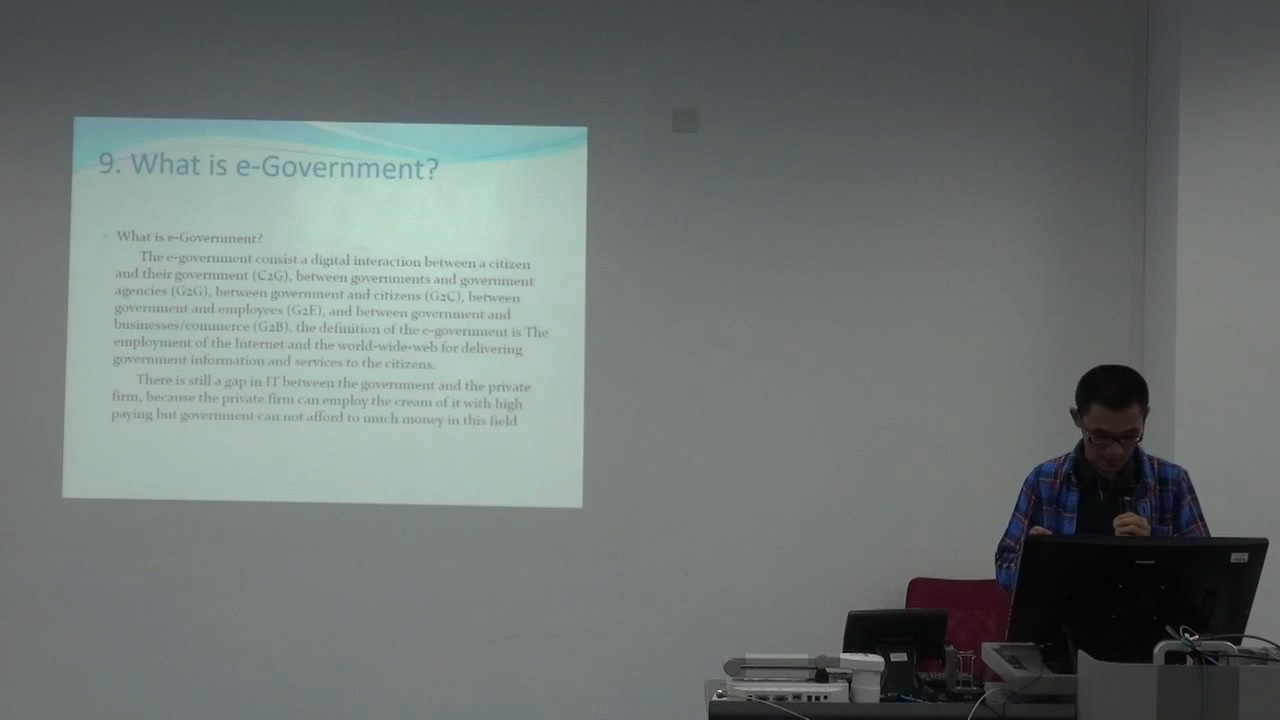 9. What is e-Government?
What is e-Government?
The e-government consist a digital interaction between a citizen
and their government (C2G), between governments and government
agencies (G2G), between government and citizens (G2C), between
government and employees (G2E), and between government and
businesses/commerce (G2B). the definition of the e-government is The
employment of the Internet and the world-wide-web for delivering
government information and services to the citizens.
There is still a gap in IT between the government and the private
firm, because the private firm can employ the cream of it with high
paying but government can not afford to much money in this field